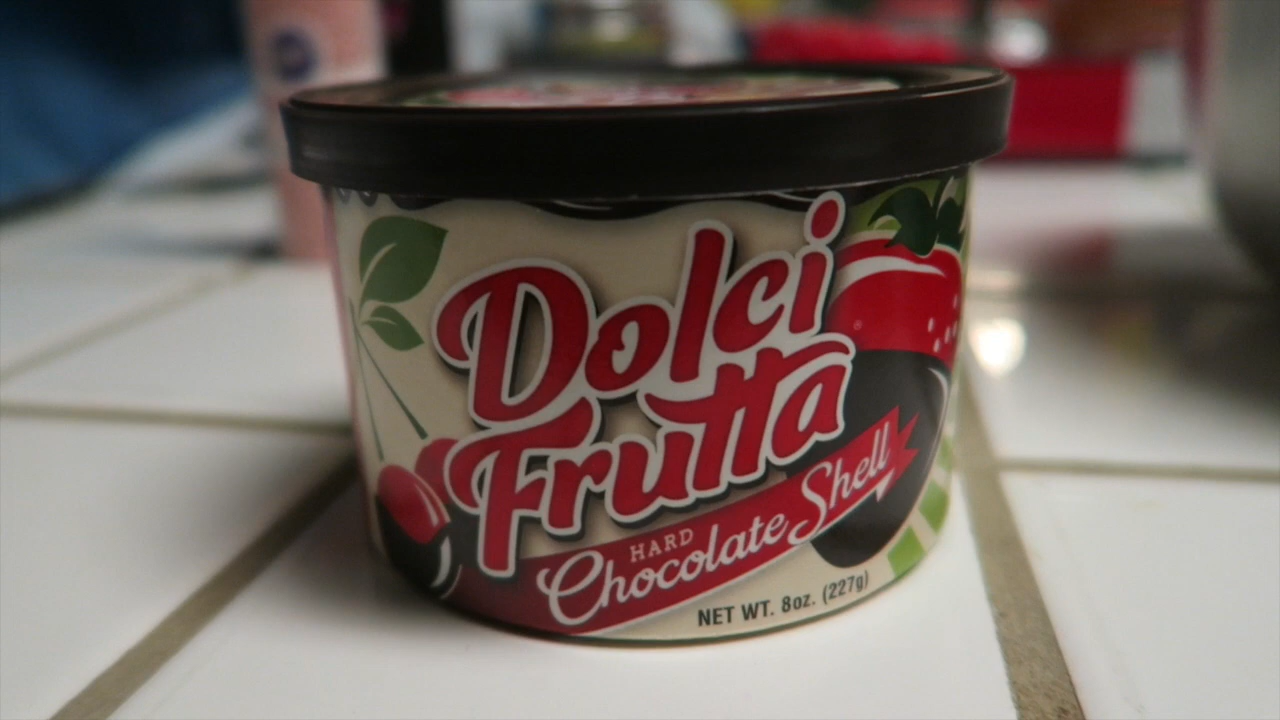 Dolci
Frutta
HARD
Chocolate Shell
NET WT. 8oz. (227g)